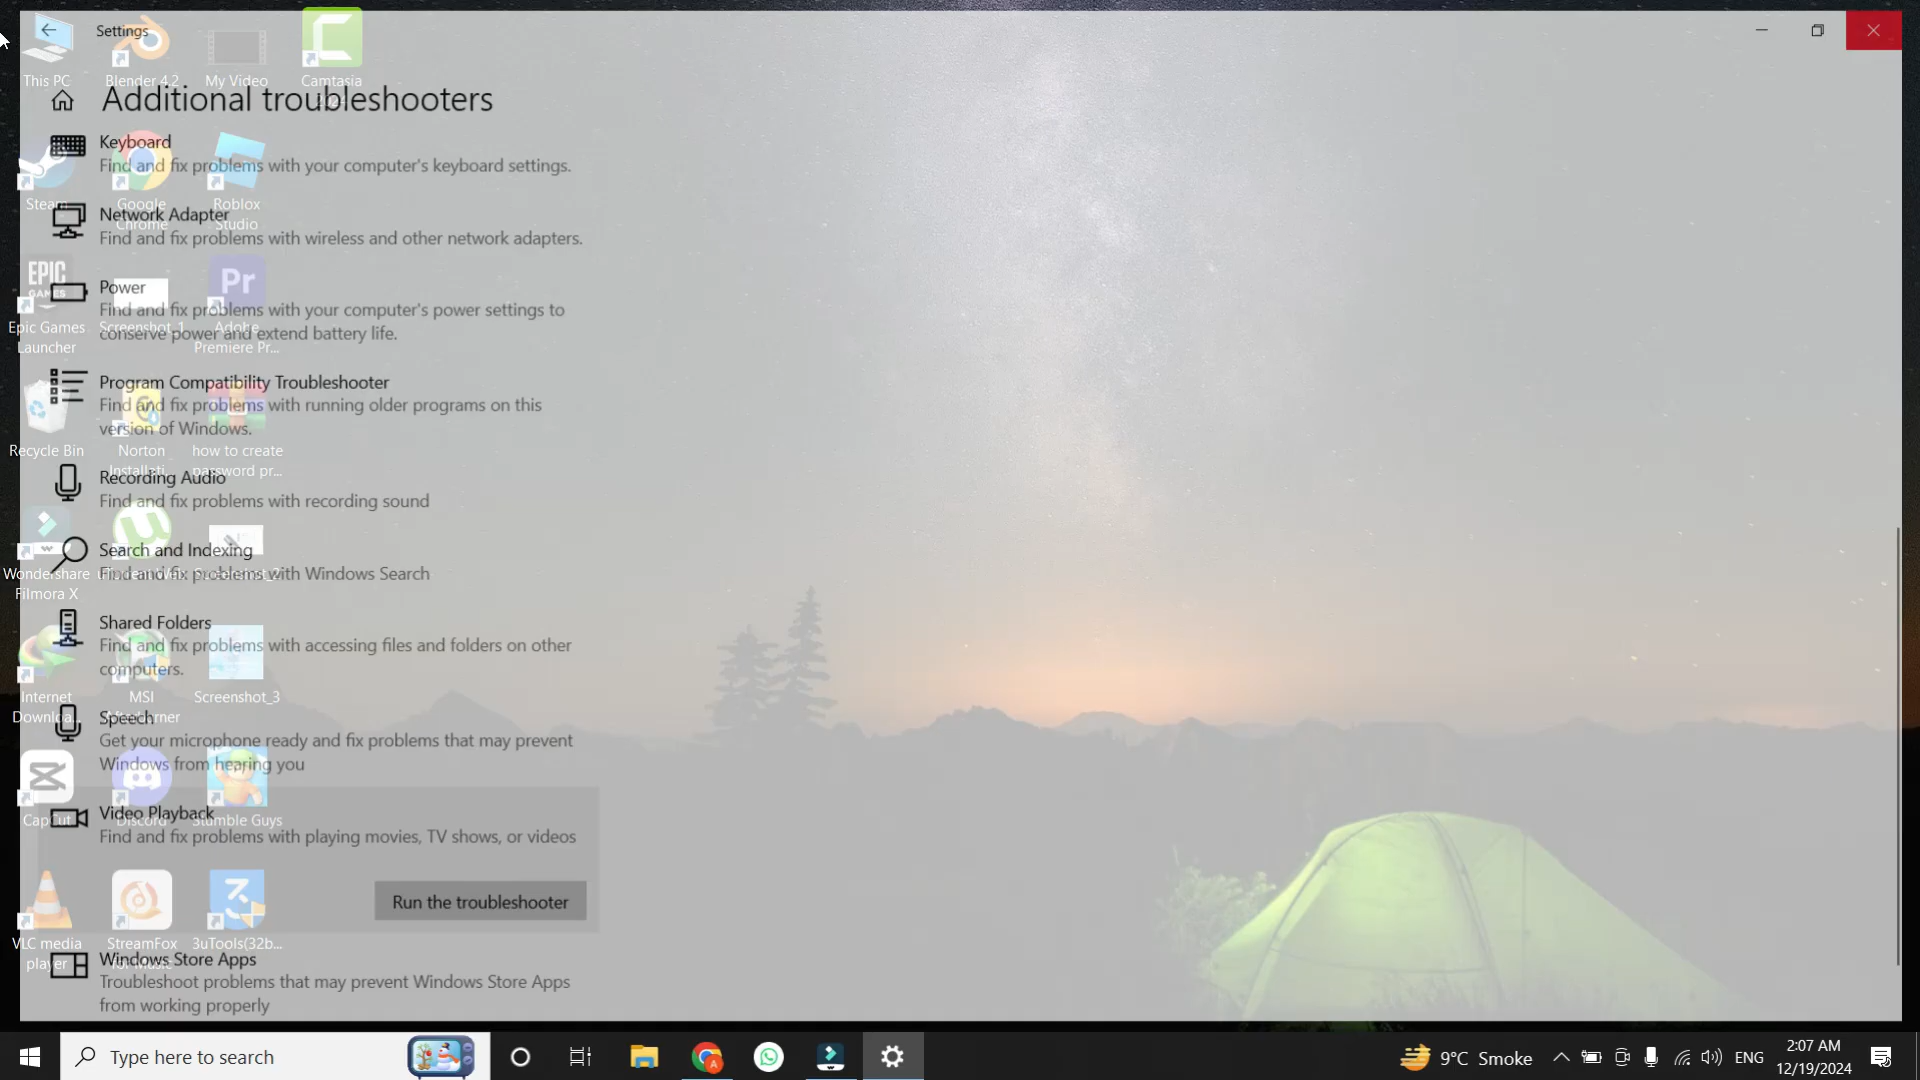 Settings
This PC
Blender 4.2
My Video
Camtasia
Additional troubleshooters
Keyboard
Find and fix problems with your computer's keyboard settings.
Steam
Google
Chrome
Roblox
Studio
Network Adapter
Find and fix problems with wireless and other network adapters.
EPIC
GAMES
Pr
Power
Find and fix problems with your computer's power settings to
conserve power and extend battery life.
Epic Games
Launcher
Screenshot_1
Adobe
Premiere Pr...
Program Compatibility Troubleshooter
Find and fix problems with running older programs on this
version of Windows.
Recycle Bin
Norton
Installati...
how to create
password pr...
Recording Audio
Find and fix problems with recording sound
Search and Indexing
Find and fix problems with Windows Search
Wondershare
Filmora X
Shared Folders
Find and fix problems with accessing files and folders on other
computers.
Internet
Downloa...
MSI
Afterburner
Screenshot_3
Speech
Get your microphone ready and fix problems that may prevent
Windows from hearing you
CapCut
Discord
Stumble Guys
Video Playback
Find and fix problems with playing movies, TV shows, or videos
Run the troubleshooter
VLC media
player
StreamFox
for Music
3uTools(32b...
Windows Store Apps
Troubleshoot problems that may prevent Windows Store Apps
from working properly
Type here to search
9°C Smoke
ENG
2:07 AM
12/19/2024